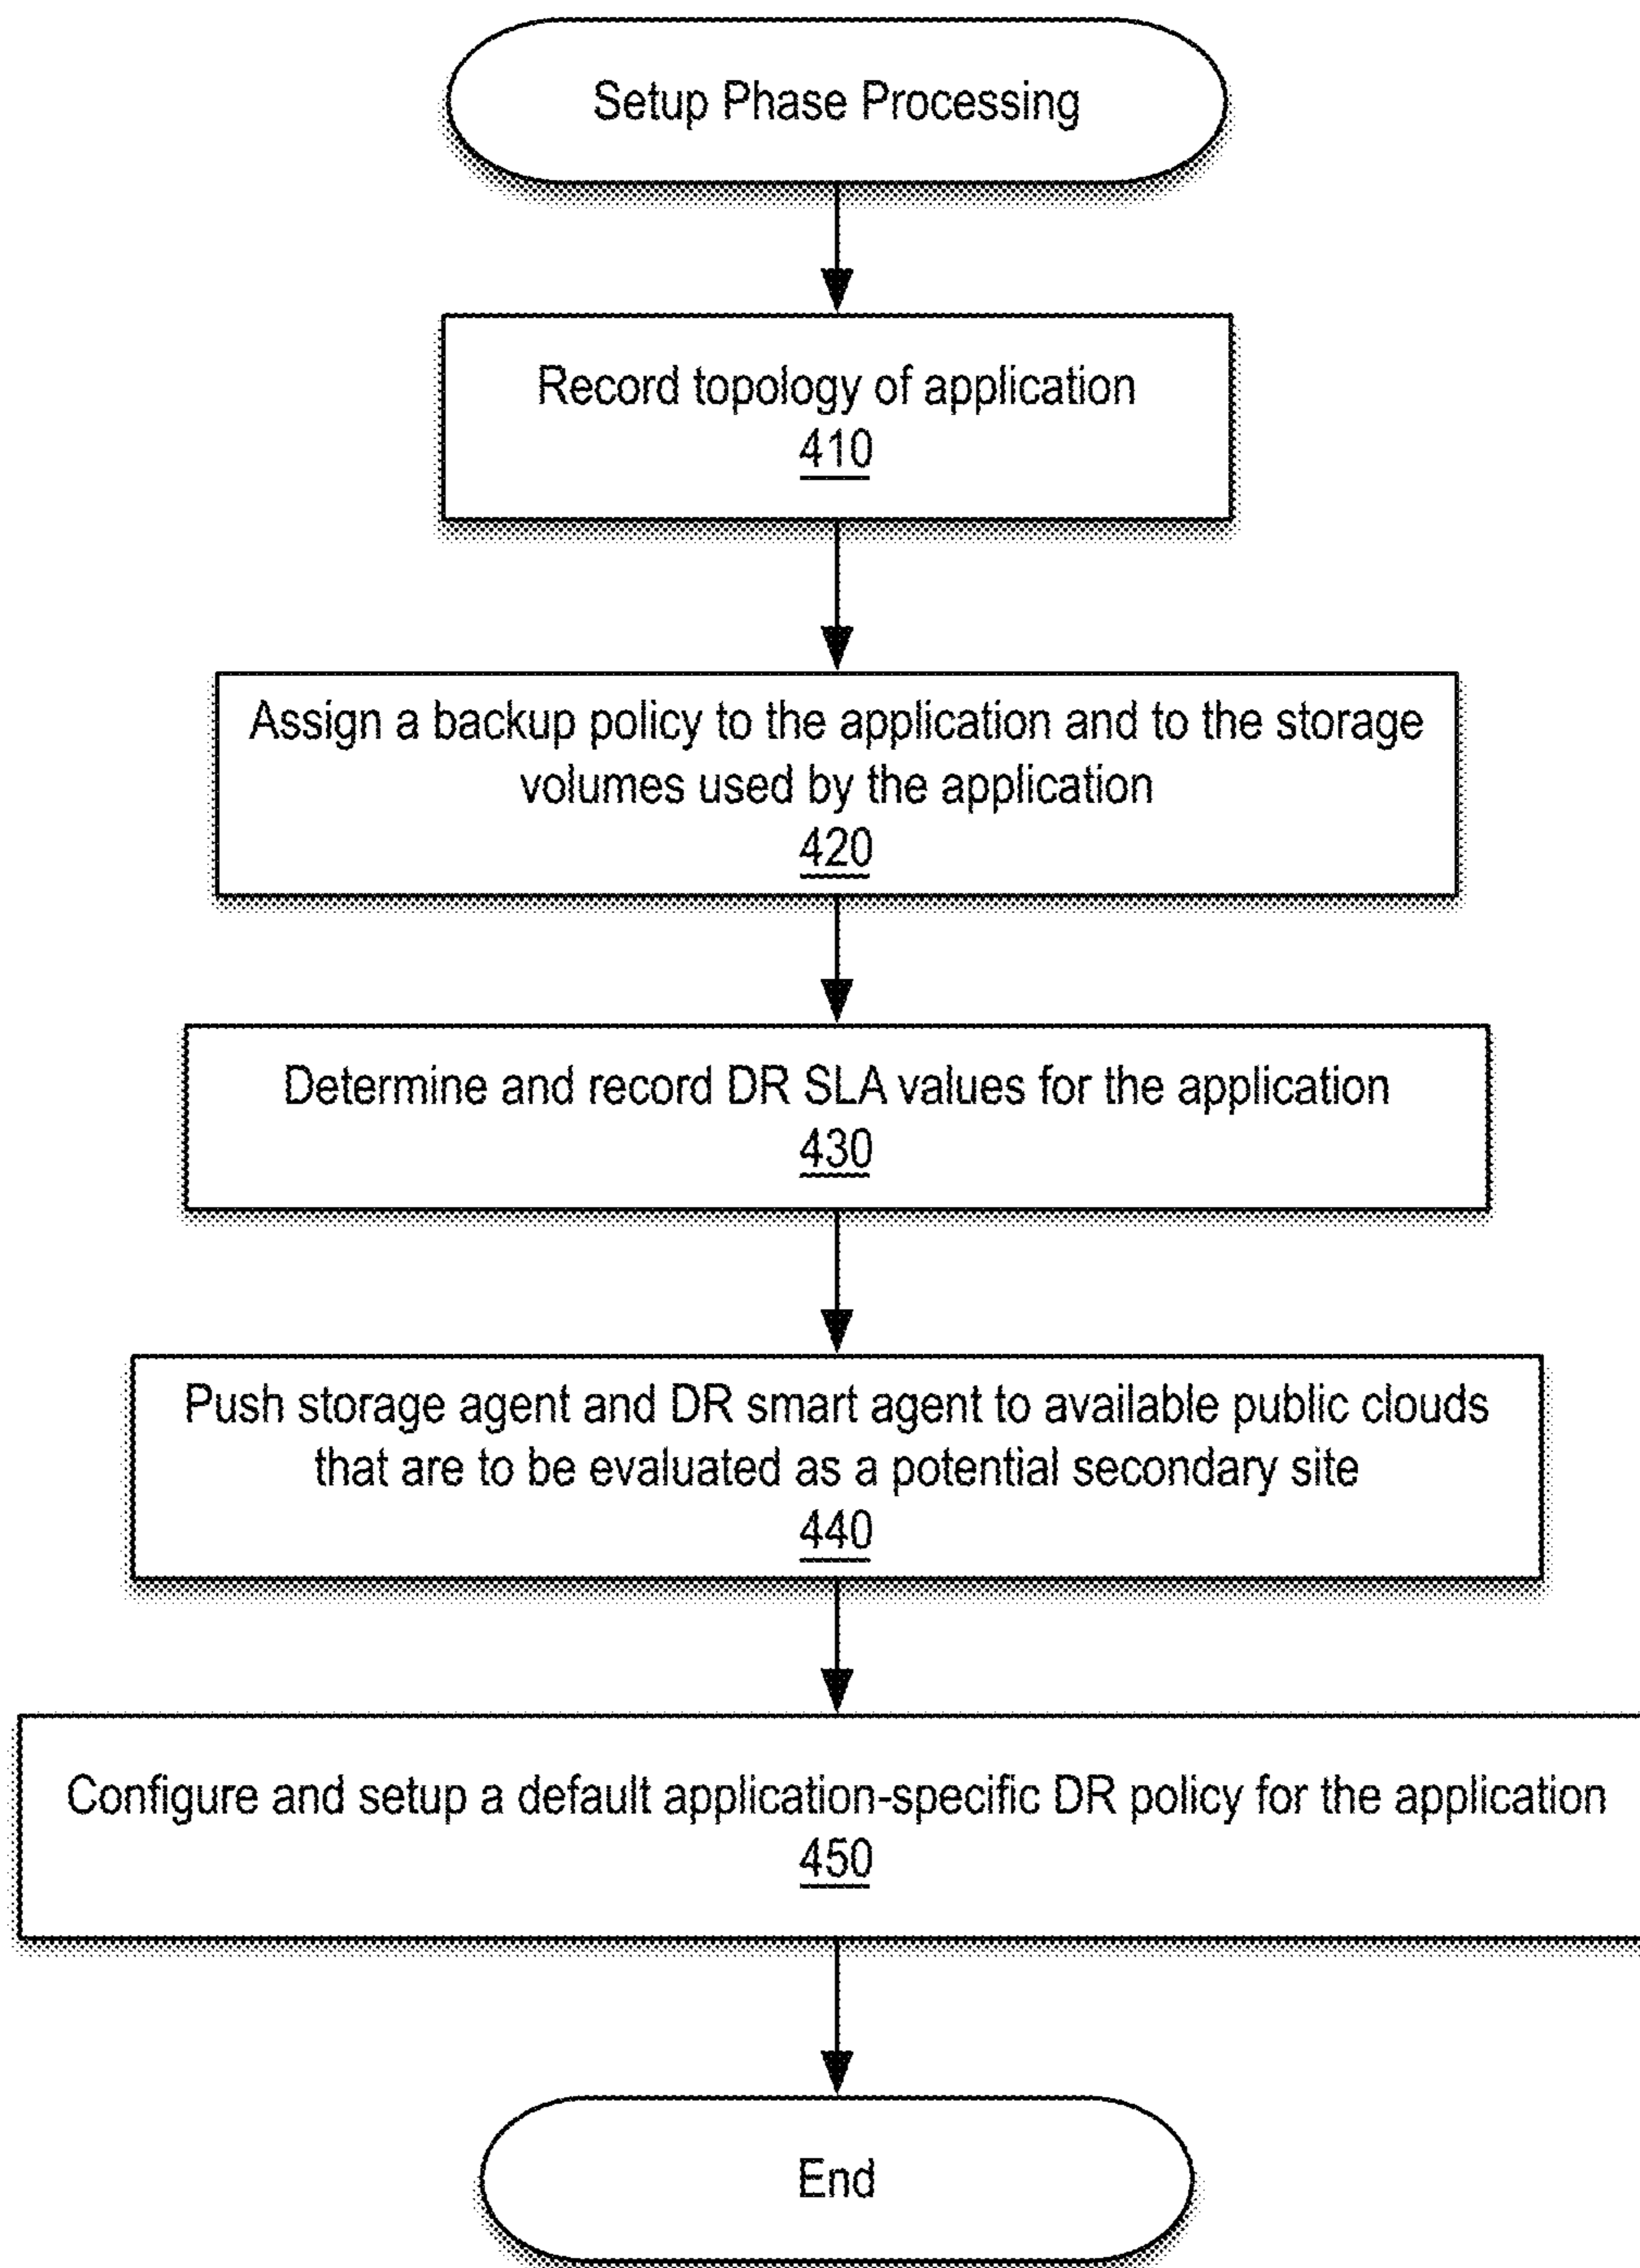 Setup Phase Processing
Record topology of application
410
Assign a backup policy to the application and to the storage
volumes used by the application
420
Determine and record DR SLA values for the application
430
Push storage agent and DR smart agent to available public clouds
that are to be evaluated as a potential secondary site
440
Configure and setup a default application-specific DR policy for the application
450
End